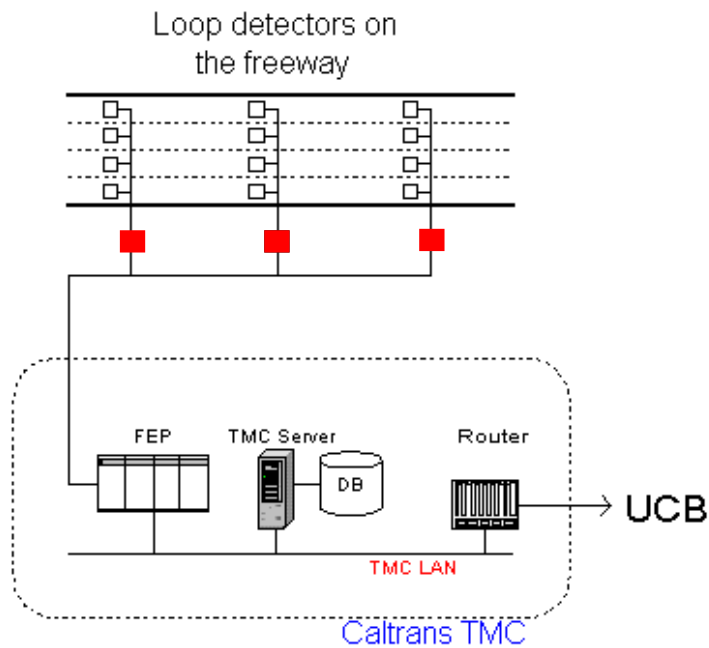 Loop detectors on
the freeway
FEP
TMC Server
Router
DB
UCB
TMC LAN
Caltrans TMC